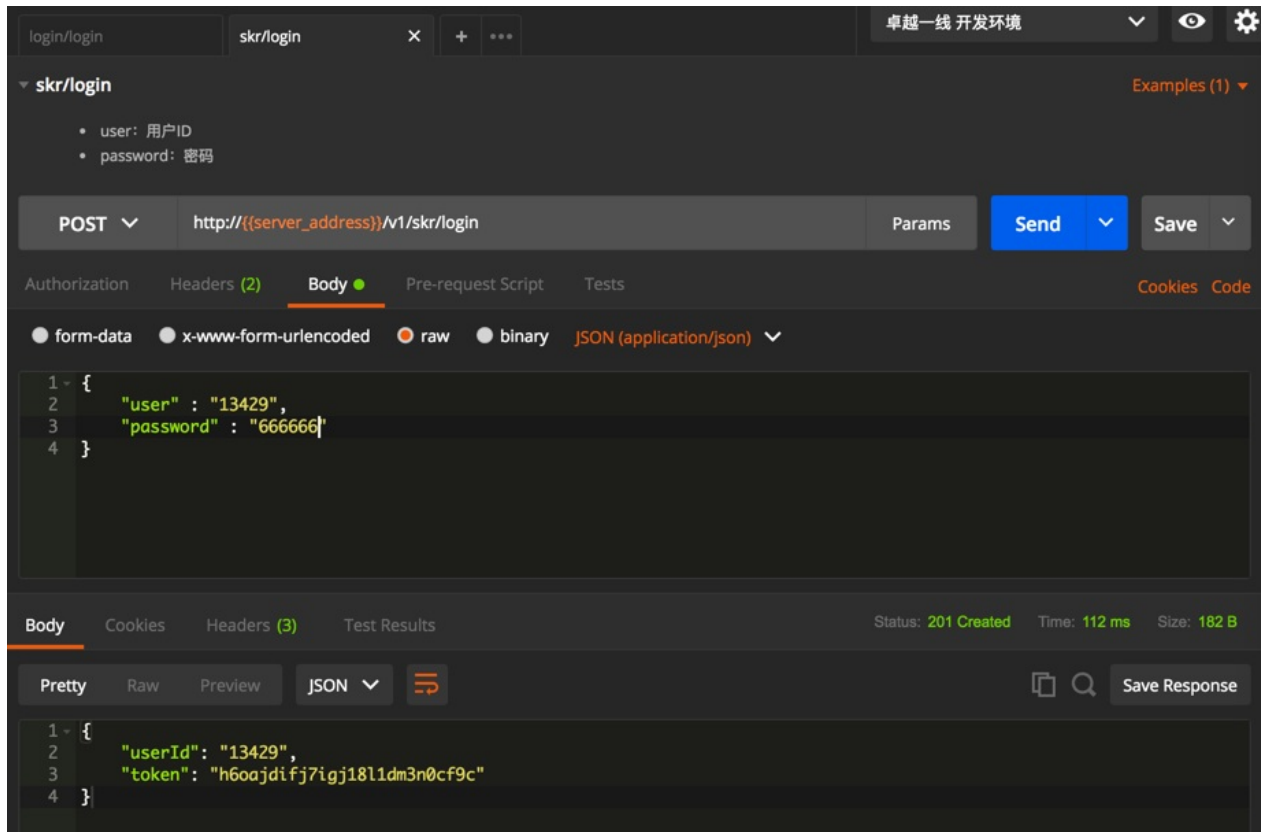 login/login skr/login × + ••• 卓越一线 开发环境
skr/login Examples (1)
• user：用户ID
• password：密码
POST http://{{server_address}}/v1/skr/login Params Send Save
Authorization Headers (2) Body Pre-request Script Tests Cookies Code
form-data x-www-form-urlencoded raw binary JSON (application/json)
1 {
2 "user" : "13429",
3 "password" : "666666"
4 }
Body Cookies Headers (3) Test Results Status: 201 Created Time: 112 ms Size: 182 B
Pretty Raw Preview JSON Save Response
1 {
2 "userId": "13429",
3 "token": "h6oajdifj7igj18l1dm3n0cf9c"
4 }